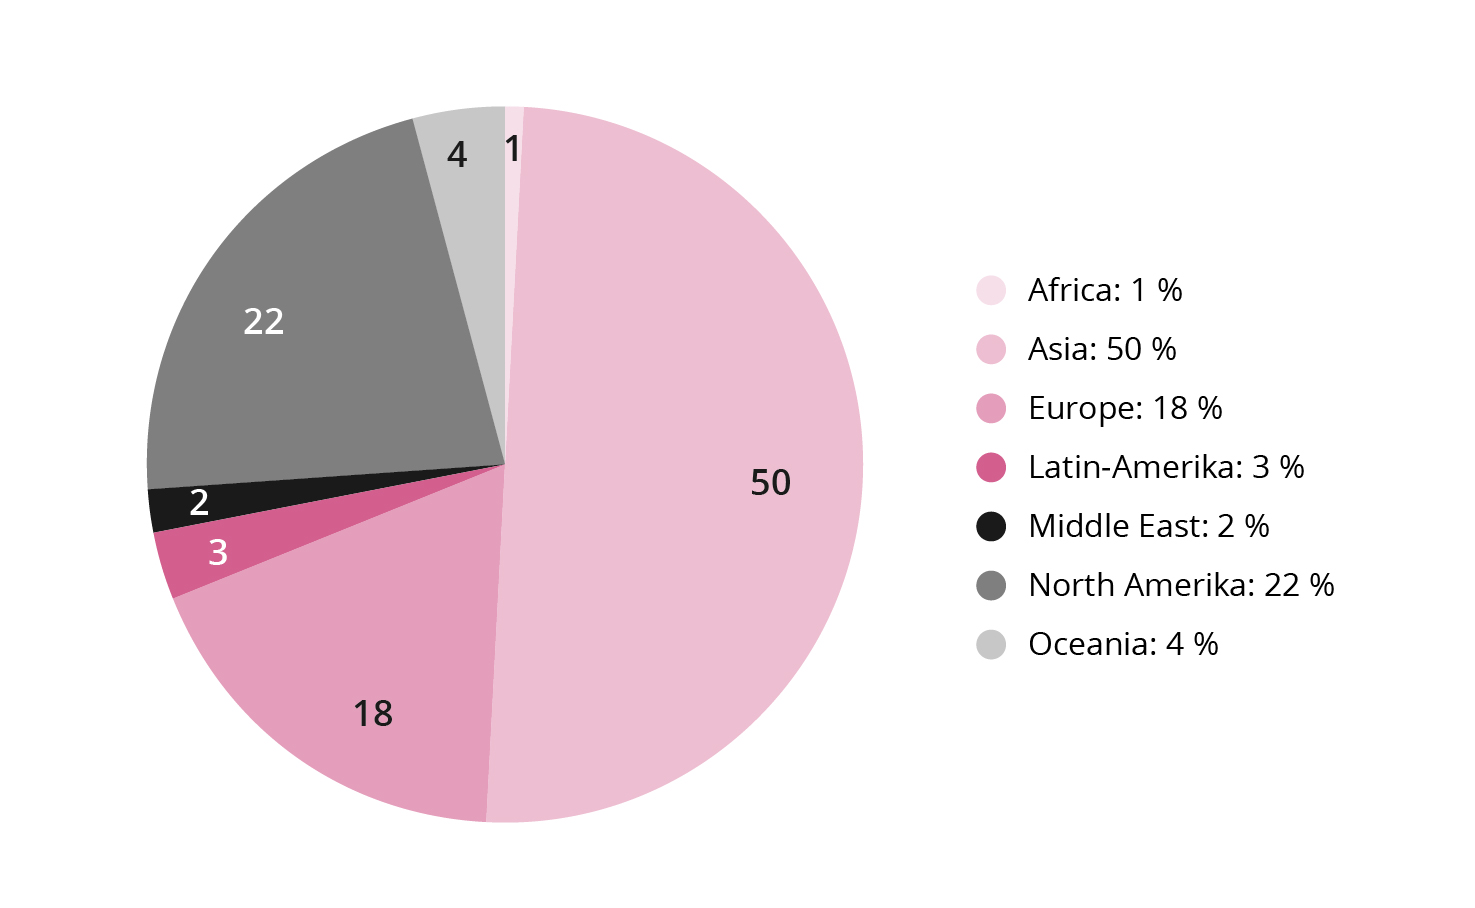 4
1
22
50
2
3
18
Africa: 1 %
Asia: 50 %
Europe: 18 %
Latin-Amerika: 3 %
Middle East: 2 %
North Amerika: 22 %
Oceania: 4 %